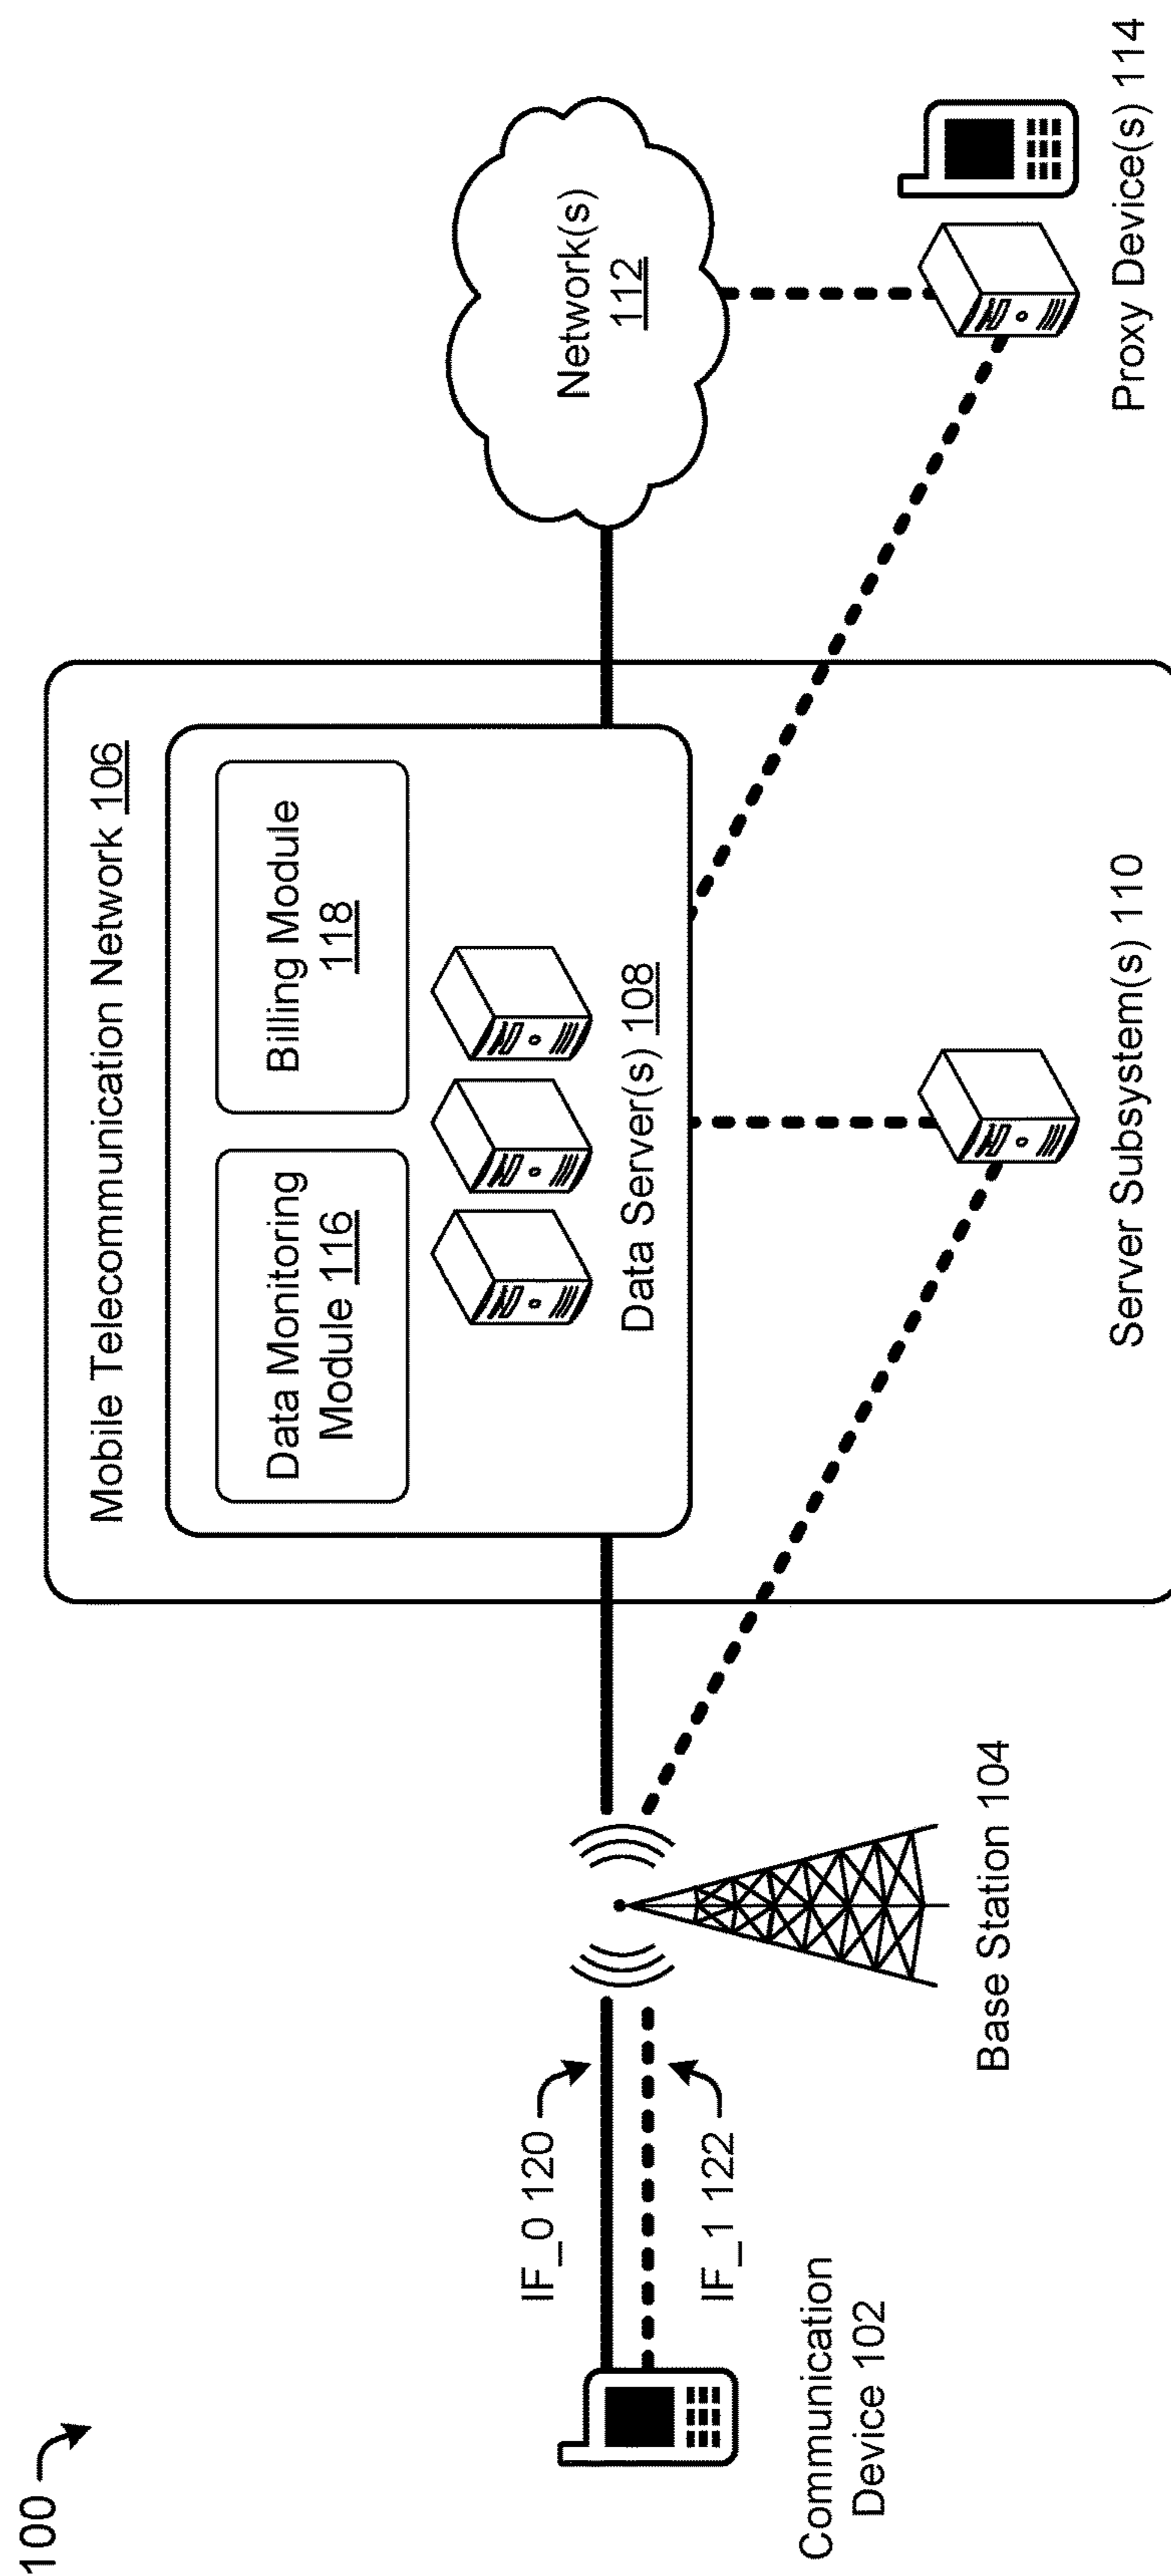 100
Mobile Telecommunication Network 106
Data Monitoring
Module 116
Billing Module
118
Data Server(s) 108
Network(s)
112
IF_0 120
IF_1 122
Communication
Device 102
Base Station 104
Server Subsystem(s) 110
Proxy Device(s) 114